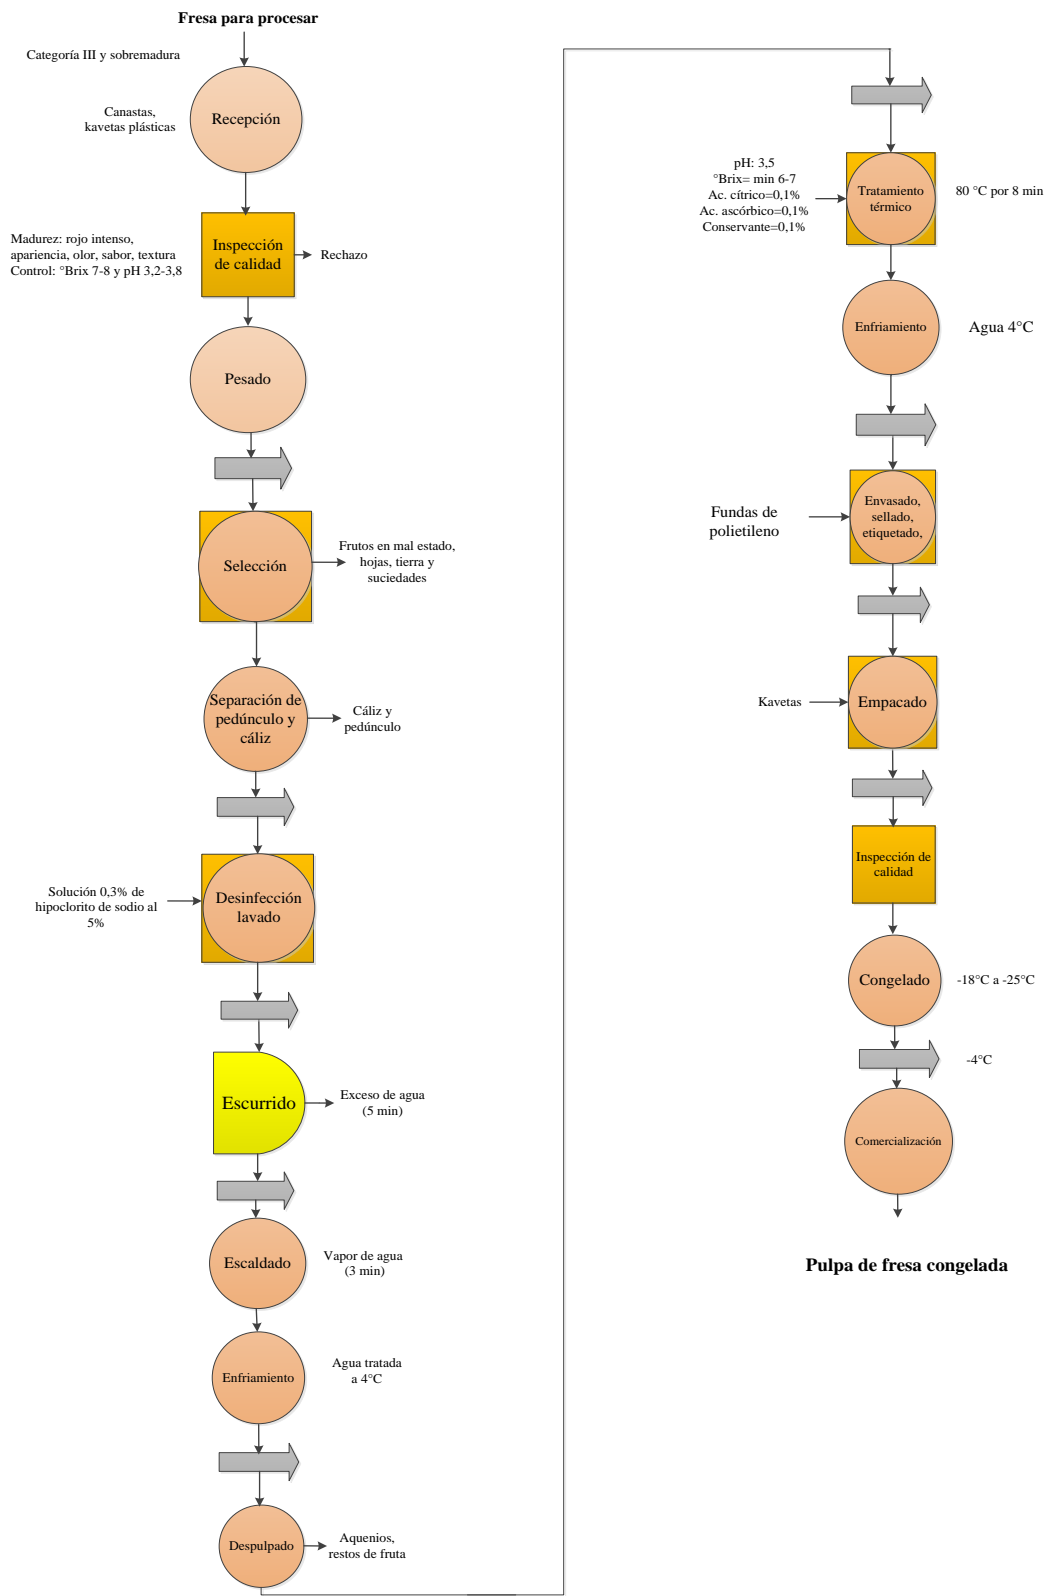 Fresa para procesar
Categoría III y sobremadura
Canastas,
kavetas plásticas
Recepción
Madurez: rojo intenso,
apariencia, olor, sabor, textura
Control: °Brix 7-8 y pH 3,2-3,8
Inspección
de calidad
Rechazo
Pesado
Selección
Frutos en mal estado,
hojas, tierra y
suciedades
Separación de
pedúnculo y
cáliz
Cáliz y
pedúnculo
Solución 0,3% de
hipoclorito de sodio al
5%
Desinfección
lavado
Escurrido
Exceso de agua
(5 min)
Escaldado
Vapor de agua
(3 min)
Enfriamiento
Agua tratada
a 4°C
Despulpado
Aquenios,
restos de fruta
pH: 3,5
°Brix= min 6-7
Ac. cítrico=0,1%
Ac. ascórbico=0,1%
Conservante=0,1%
Tratamiento
térmico
80 °C por 8 min
Enfriamiento
Agua 4°C
Fundas de
polietileno
Envasado,
sellado,
etiquetado,
Kavetas
Empacado
Inspección de
calidad
Congelado
-18°C a -25°C
-4°C
Comercialización
Pulpa de fresa congelada